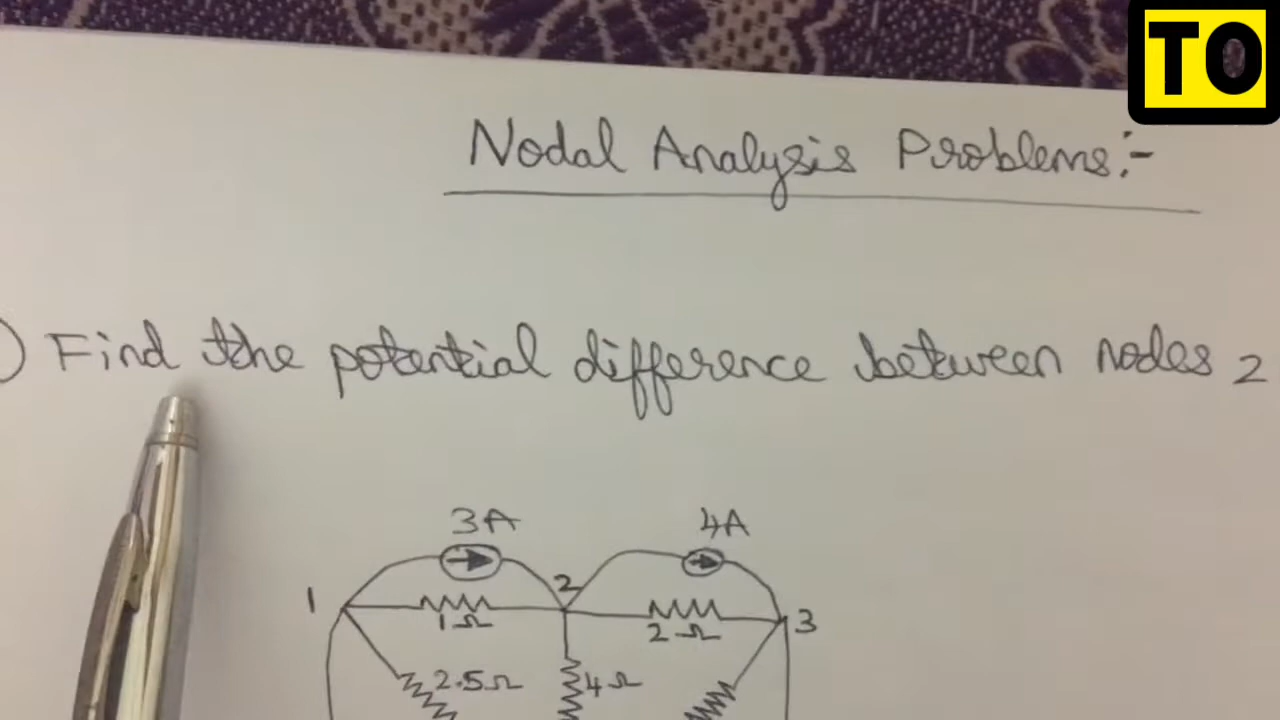 TO
Nodal Analysis Problems:-
) Find the potential difference between nodes 2
3A 4A
1 2 3
1Ω 2Ω
2.5Ω 4Ω